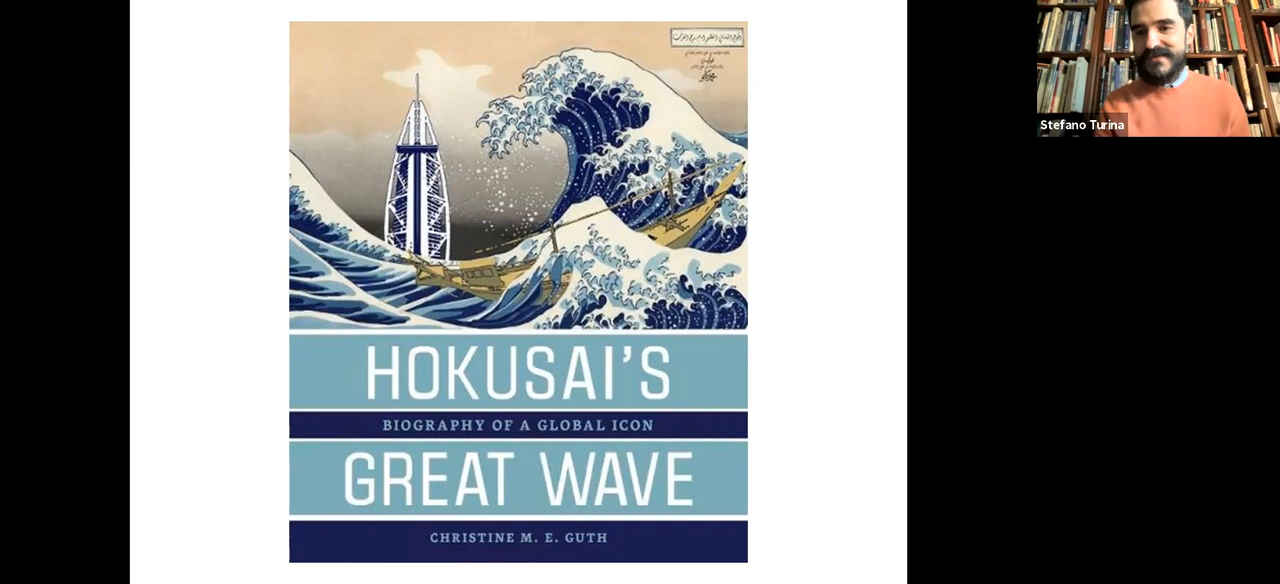 HOKUSAI'S
BIOGRAPHY OF A GLOBAL ICON
GREAT WAVE
CHRISTINE M. E. GUTH
Stefano Turina